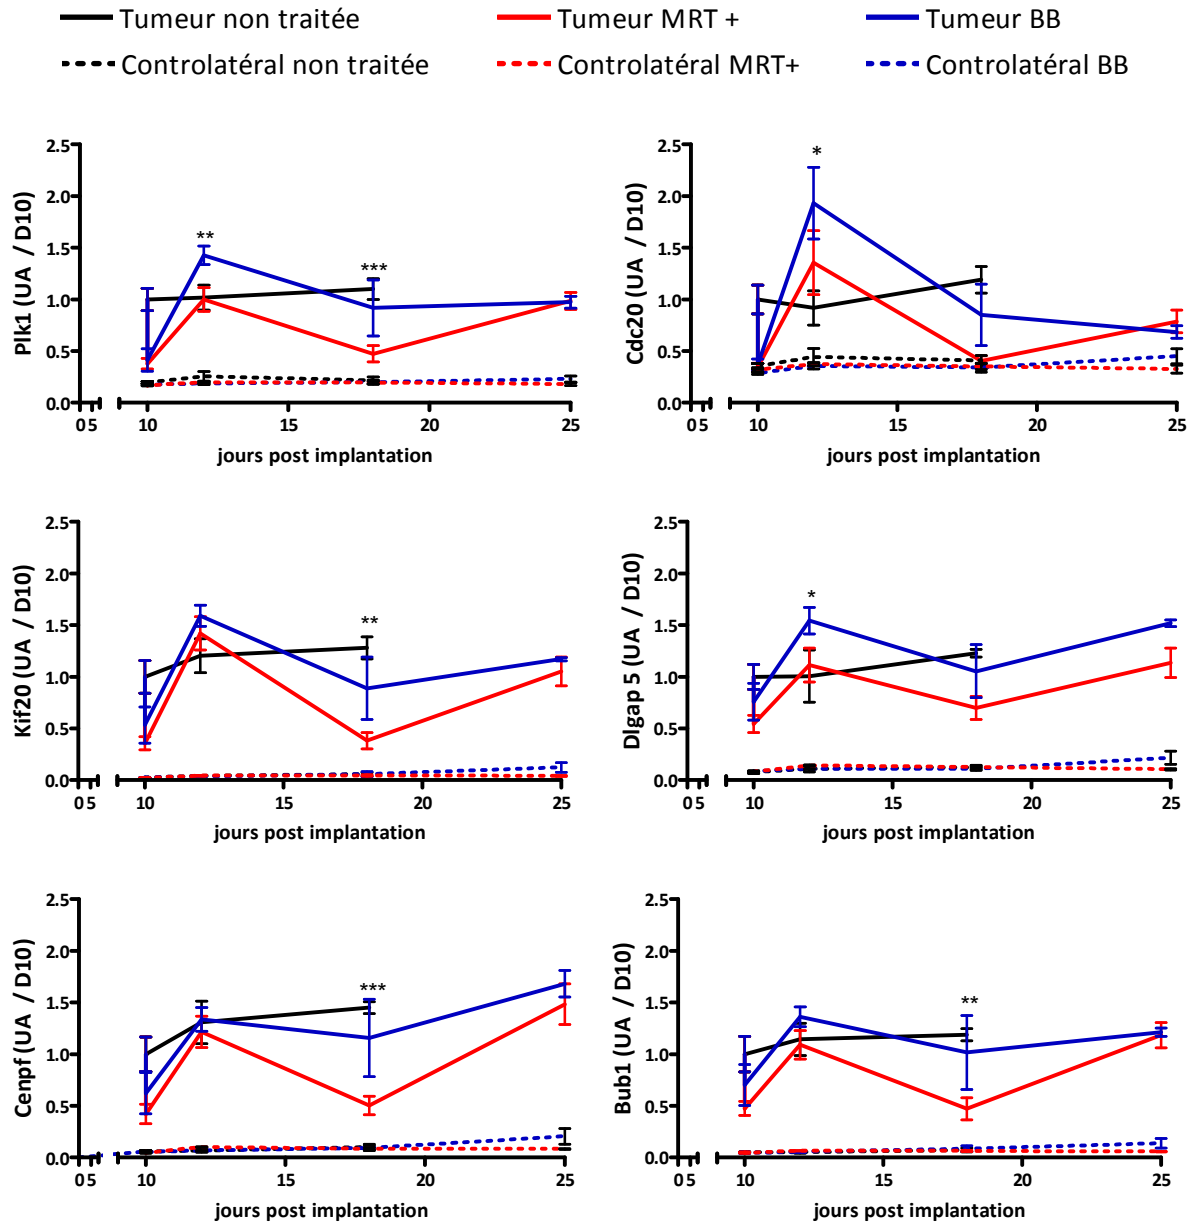 Tumeur non traitée Tumeur MRT + Tumeur BB
Controlatéral non traitée Controlatéral MRT+ Controlatéral BB
Plk1 (UA / D10)
2.5
2.0
1.5
1.0
0.5
0.0
**
***
0 5 10 15 20 25
jours post implantation
Cdc20 (UA / D10)
2.5
2.0
1.5
1.0
0.5
0.0
*
0 5 10 15 20 25
jours post implantation
Kif20 (UA / D10)
2.5
2.0
1.5
1.0
0.5
0.0
**
0 5 10 15 20 25
jours post implantation
Dlgap 5 (UA / D10)
2.5
2.0
1.5
1.0
0.5
0.0
*
0 5 10 15 20 25
jours post implantation
Cenpf (UA / D10)
2.5
2.0
1.5
1.0
0.5
0.0
***
0 5 10 15 20 25
jours post implantation
Bub1 (UA / D10)
2.5
2.0
1.5
1.0
0.5
0.0
**
0 5 10 15 20 25
jours post implantation